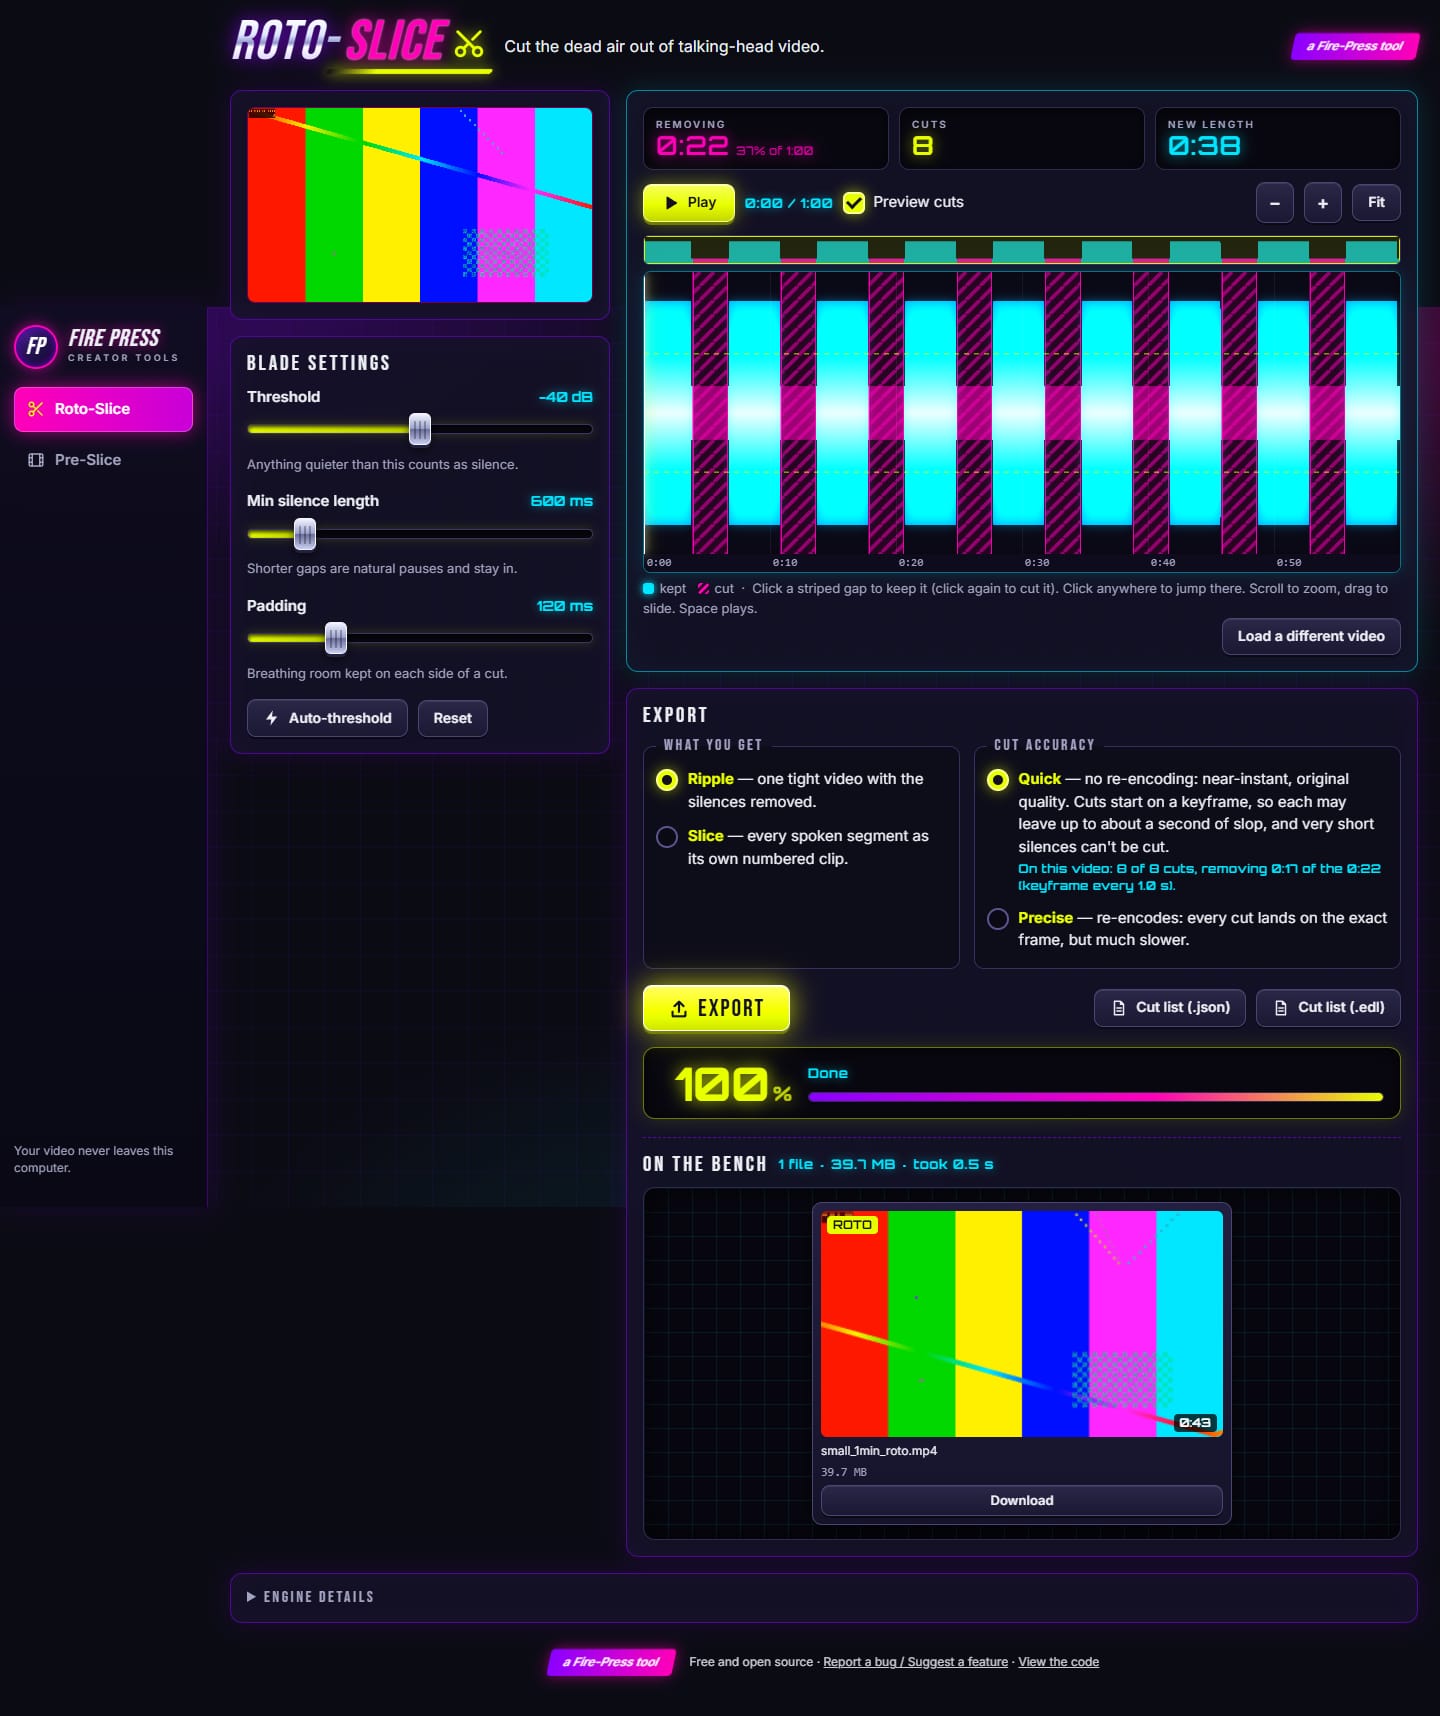 ROTO-SLICE
Cut the dead air out of talking-head video.
a Fire-Press tool
FP
FIRE PRESS
CREATOR TOOLS
Roto-Slice
Pre-Slice
Your video never leaves this
computer.
BLADE SETTINGS
Threshold -40 dB
Anything quieter than this counts as silence.
Min silence length 600 ms
Shorter gaps are natural pauses and stay in.
Padding 120 ms
Breathing room kept on each side of a cut.
Auto-threshold Reset
REMOVING
0:22 37% of 1:00
CUTS
8
NEW LENGTH
0:38
Play 0:00 / 1:00 Preview cuts − + Fit
0:00 0:10 0:20 0:30 0:40 0:50
kept cut · Click a striped gap to keep it (click again to cut it). Click anywhere to jump there. Scroll to zoom, drag to
slide. Space plays.
Load a different video
EXPORT
WHAT YOU GET
Ripple — one tight video with the
silences removed.
Slice — every spoken segment as
its own numbered clip.
CUT ACCURACY
Quick — no re-encoding: near-instant, original
quality. Cuts start on a keyframe, so each may
leave up to about a second of slop, and very short
silences can't be cut.
On this video: 8 of 8 cuts, removing 0:17 of the 0:22
(keyframe every 1.0 s).
Precise — re-encodes: every cut lands on the exact
frame, but much slower.
EXPORT
Cut list (.json) Cut list (.edl)
100 %
Done
ON THE BENCH 1 file · 39.7 MB · took 0.5 s
ROTO
0:43
small_1min_roto.mp4
39.7 MB
Download
ENGINE DETAILS
a Fire-Press tool Free and open source · Report a bug / Suggest a feature · View the code